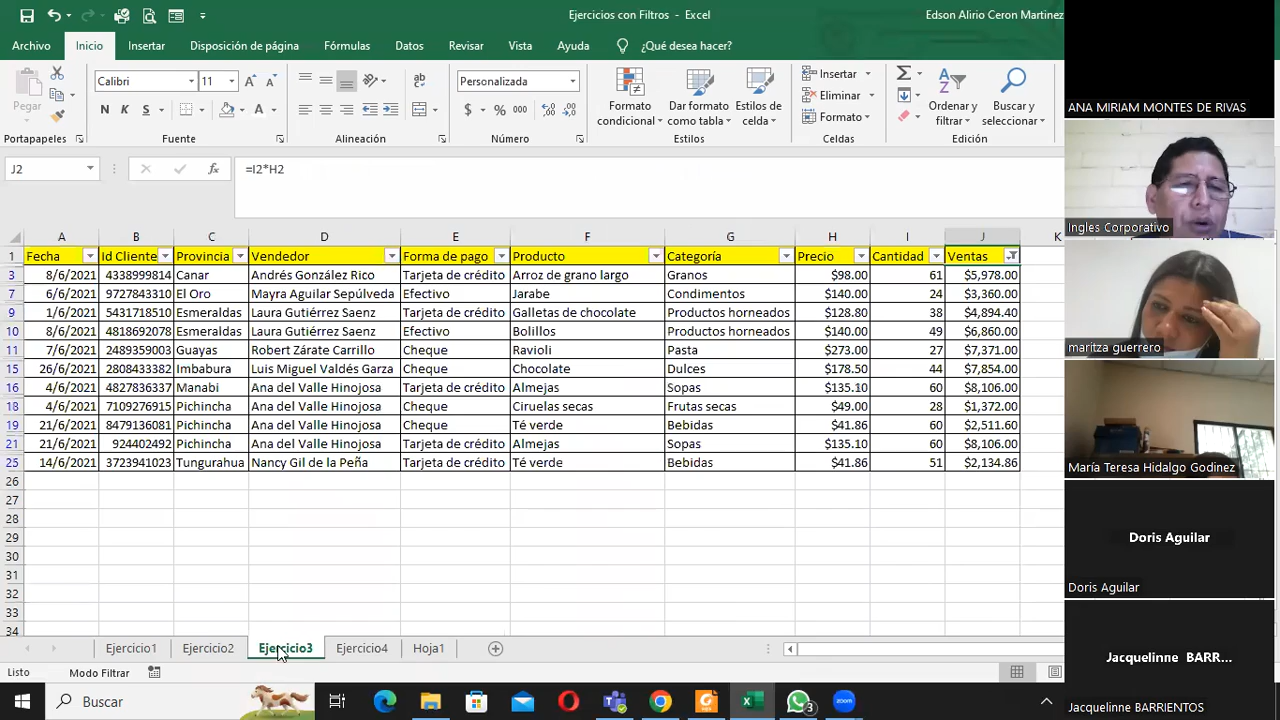 Ejercicios con Filtros - Excel
Edson Alirio Ceron Martinez
Archivo Inicio Insertar Disposición de página Fórmulas Datos Revisar Vista Ayuda ¿Qué desea hacer?
Pegar
Calibri 11
N K S
Personalizada
$ % 000
Formato condicional
Dar formato como tabla
Estilos de celda
Insertar
Eliminar
Formato
Ordenar y filtrar
Buscar y seleccionar
Portapapeles Fuente Alineación Número Estilos Celdas Edición
J2 fx =I2*H2
A B C D E F G H I J K
1 Fecha Id Cliente Provincia Vendedor Forma de pago Producto Categoría Precio Cantidad Ventas
3 8/6/2021 4338999814 Canar Andrés González Rico Tarjeta de crédito Arroz de grano largo Granos $98.00 61 $5,978.00
7 6/6/2021 9727843310 El Oro Mayra Aguilar Sepúlveda Efectivo Jarabe Condimentos $140.00 24 $3,360.00
9 1/6/2021 5431718510 Esmeraldas Laura Gutiérrez Saenz Tarjeta de crédito Galletas de chocolate Productos horneados $128.80 38 $4,894.40
10 8/6/2021 4818692078 Esmeraldas Laura Gutiérrez Saenz Efectivo Bolillos Productos horneados $140.00 49 $6,860.00
11 7/6/2021 2489359003 Guayas Robert Zárate Carrillo Cheque Ravioli Pasta $273.00 27 $7,371.00
15 26/6/2021 2808433382 Imbabura Luis Miguel Valdés Garza Cheque Chocolate Dulces $178.50 44 $7,854.00
16 4/6/2021 4827836337 Manabi Ana del Valle Hinojosa Tarjeta de crédito Almejas Sopas $135.10 60 $8,106.00
18 4/6/2021 7109276915 Pichincha Ana del Valle Hinojosa Cheque Ciruelas secas Frutas secas $49.00 28 $1,372.00
19 21/6/2021 8479136081 Pichincha Ana del Valle Hinojosa Cheque Té verde Bebidas $41.86 60 $2,511.60
21 21/6/2021 924402492 Pichincha Ana del Valle Hinojosa Tarjeta de crédito Almejas Sopas $135.10 60 $8,106.00
25 14/6/2021 3723941023 Tungurahua Nancy Gil de la Peña Tarjeta de crédito Té verde Bebidas $41.86 51 $2,134.86
26
27
28
29
30
31
32
33
34
Ejercicio1 Ejercicio2 Ejercicio3 Ejercicio4 Hoja1
Listo Modo Filtrar
Buscar
3
zoom
ANA MIRIAM MONTES DE RIVAS
Ingles Corporativo
maritza guerrero
María Teresa Hidalgo Godinez
Doris Aguilar
Doris Aguilar
Jacquelinne BARR...
Jacquelinne BARRIENTOS